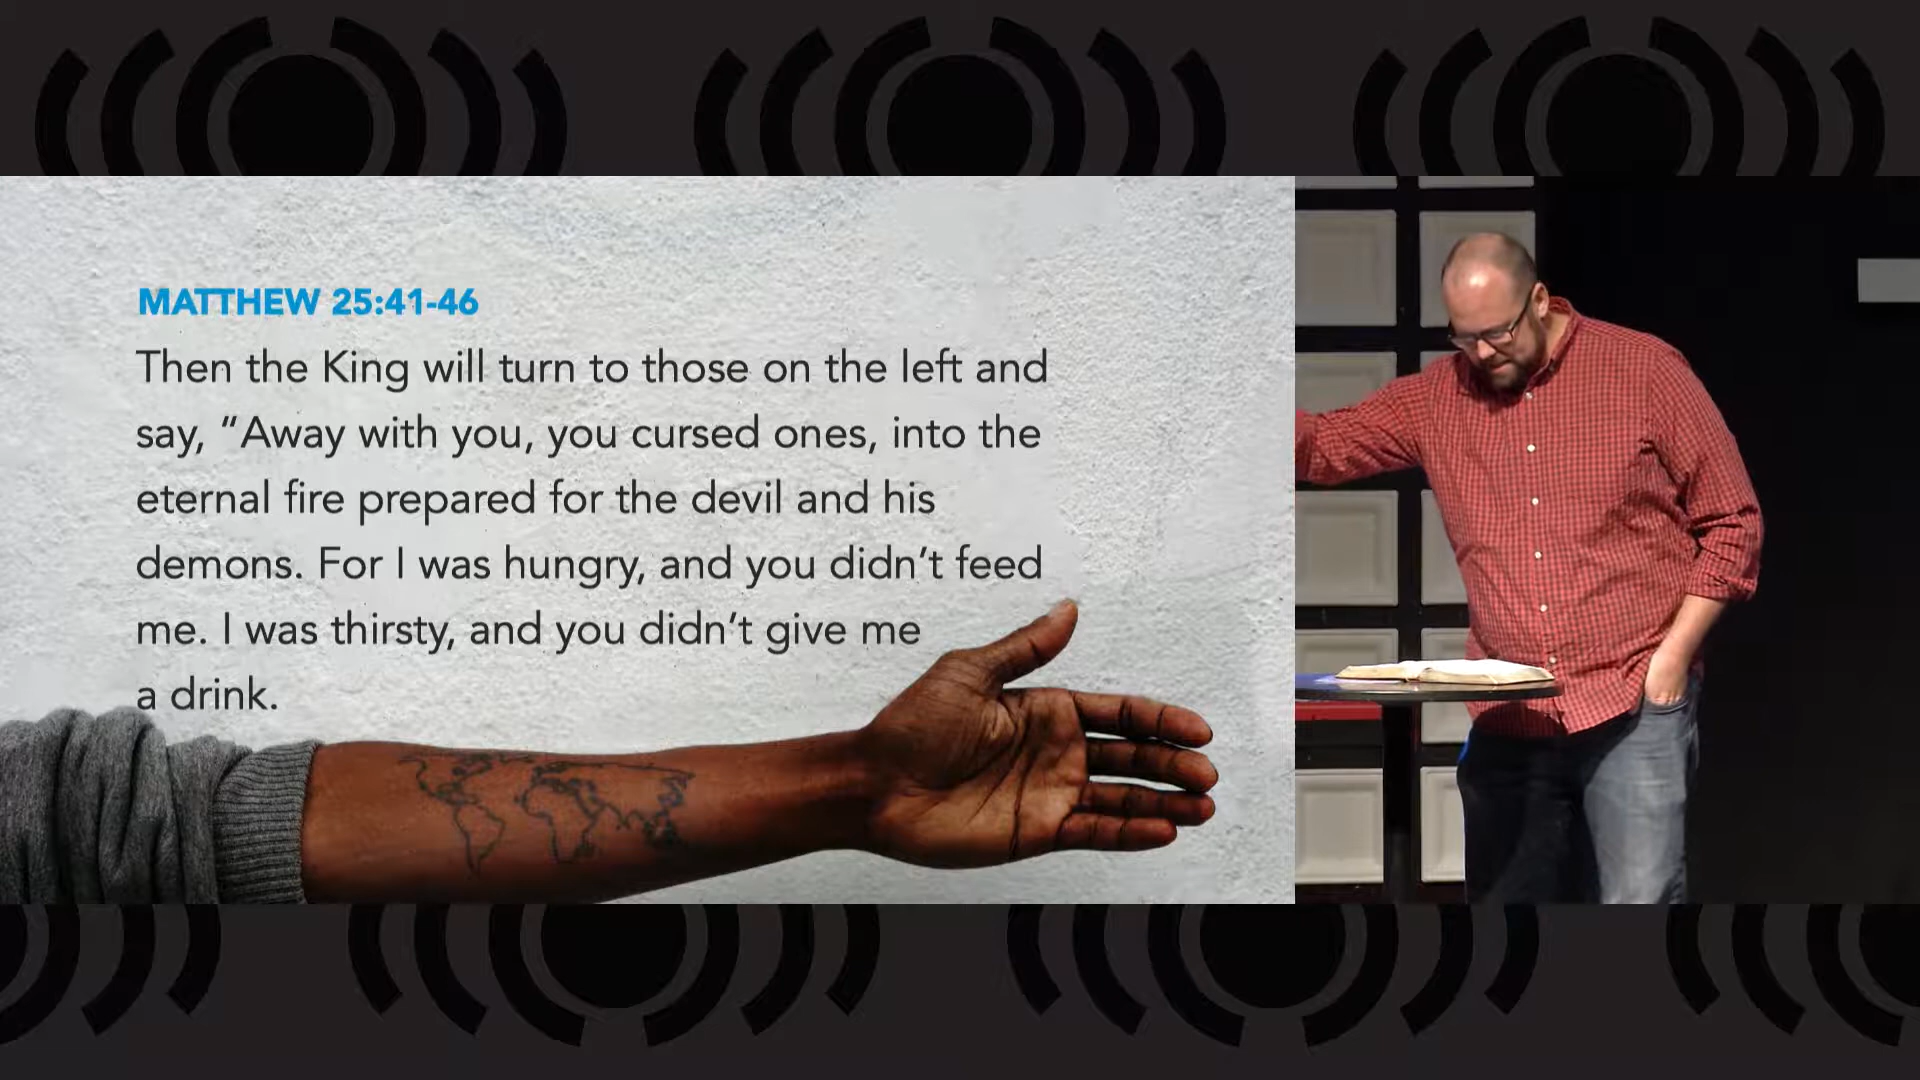 MATTHEW 25:41-46
Then the King will turn to those on the left and
say, “Away with you, you cursed ones, into the
eternal fire prepared for the devil and his
demons. For I was hungry, and you didn’t feed
me. I was thirsty, and you didn’t give me
a drink.